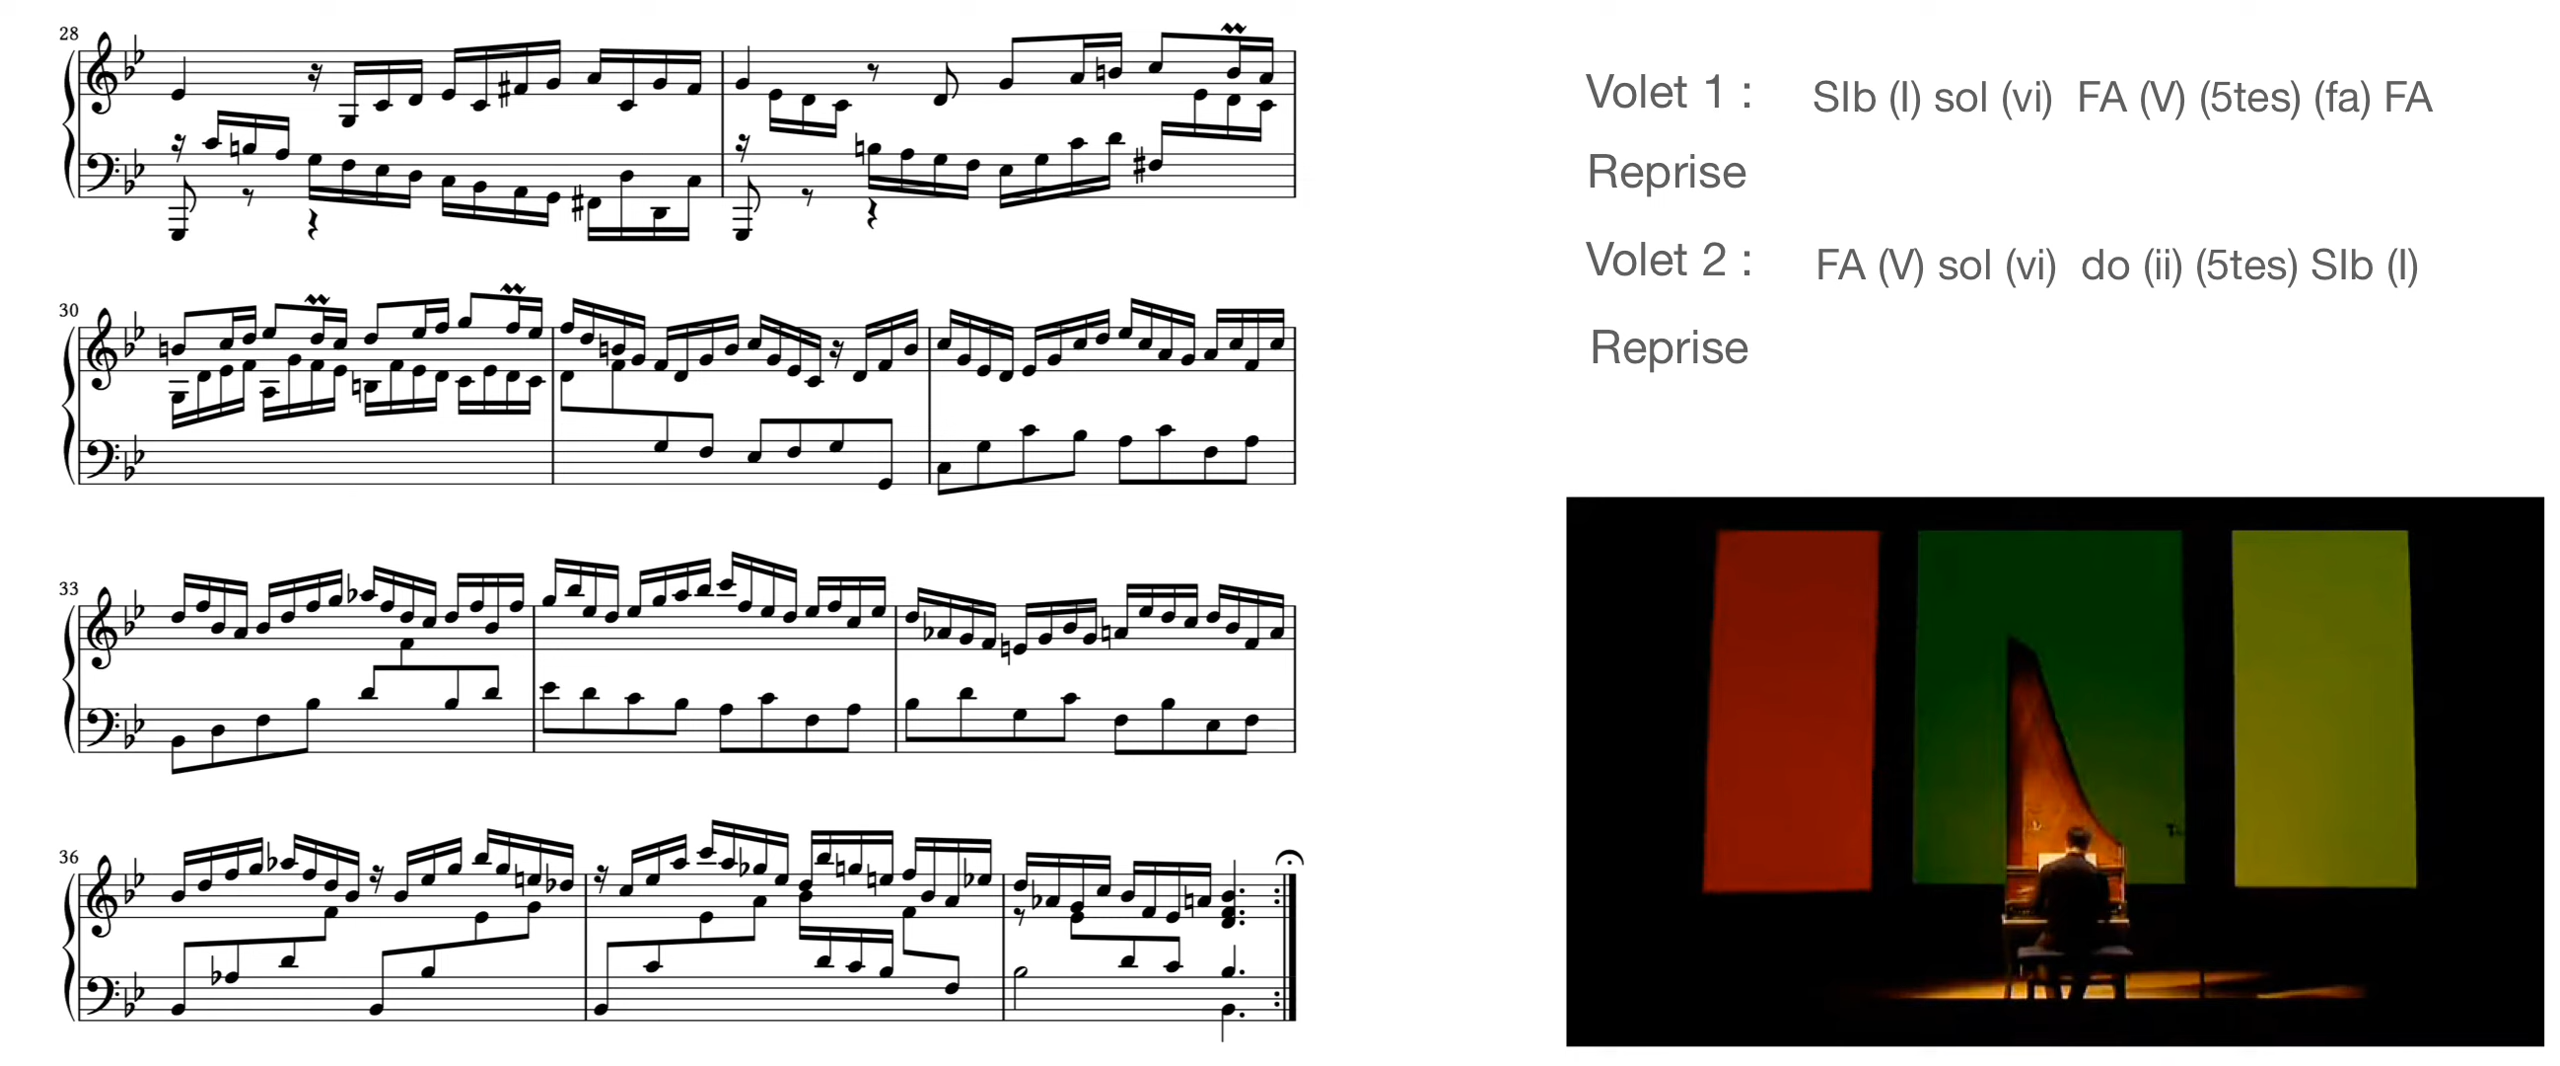 28
30
33
36
Volet 1 : SIb (I) sol (vi) FA (V) (5tes) (fa) FA
Reprise
Volet 2 : FA (V) sol (vi) do (ii) (5tes) SIb (I)
Reprise